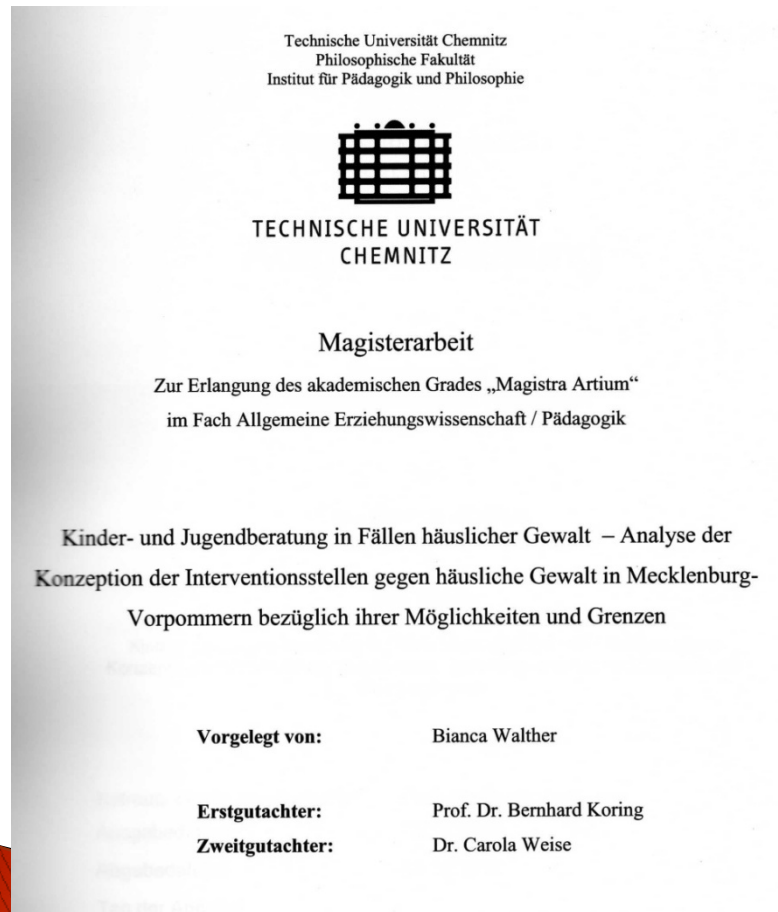 Technische Universität Chemnitz
Philosophische Fakultät
Institut für Pädagogik und Philosophie
TECHNISCHE UNIVERSITÄT
CHEMNITZ
Magisterarbeit
Zur Erlangung des akademischen Grades „Magistra Artium“
im Fach Allgemeine Erziehungswissenschaft / Pädagogik
Kinder- und Jugendberatung in Fällen häuslicher Gewalt – Analyse der
Konzeption der Interventionsstellen gegen häusliche Gewalt in Mecklenburg-
Vorpommern bezüglich ihrer Möglichkeiten und Grenzen
Vorgelegt von: Bianca Walther
Erstgutachter: Prof. Dr. Bernhard Koring
Zweitgutachter: Dr. Carola Weise